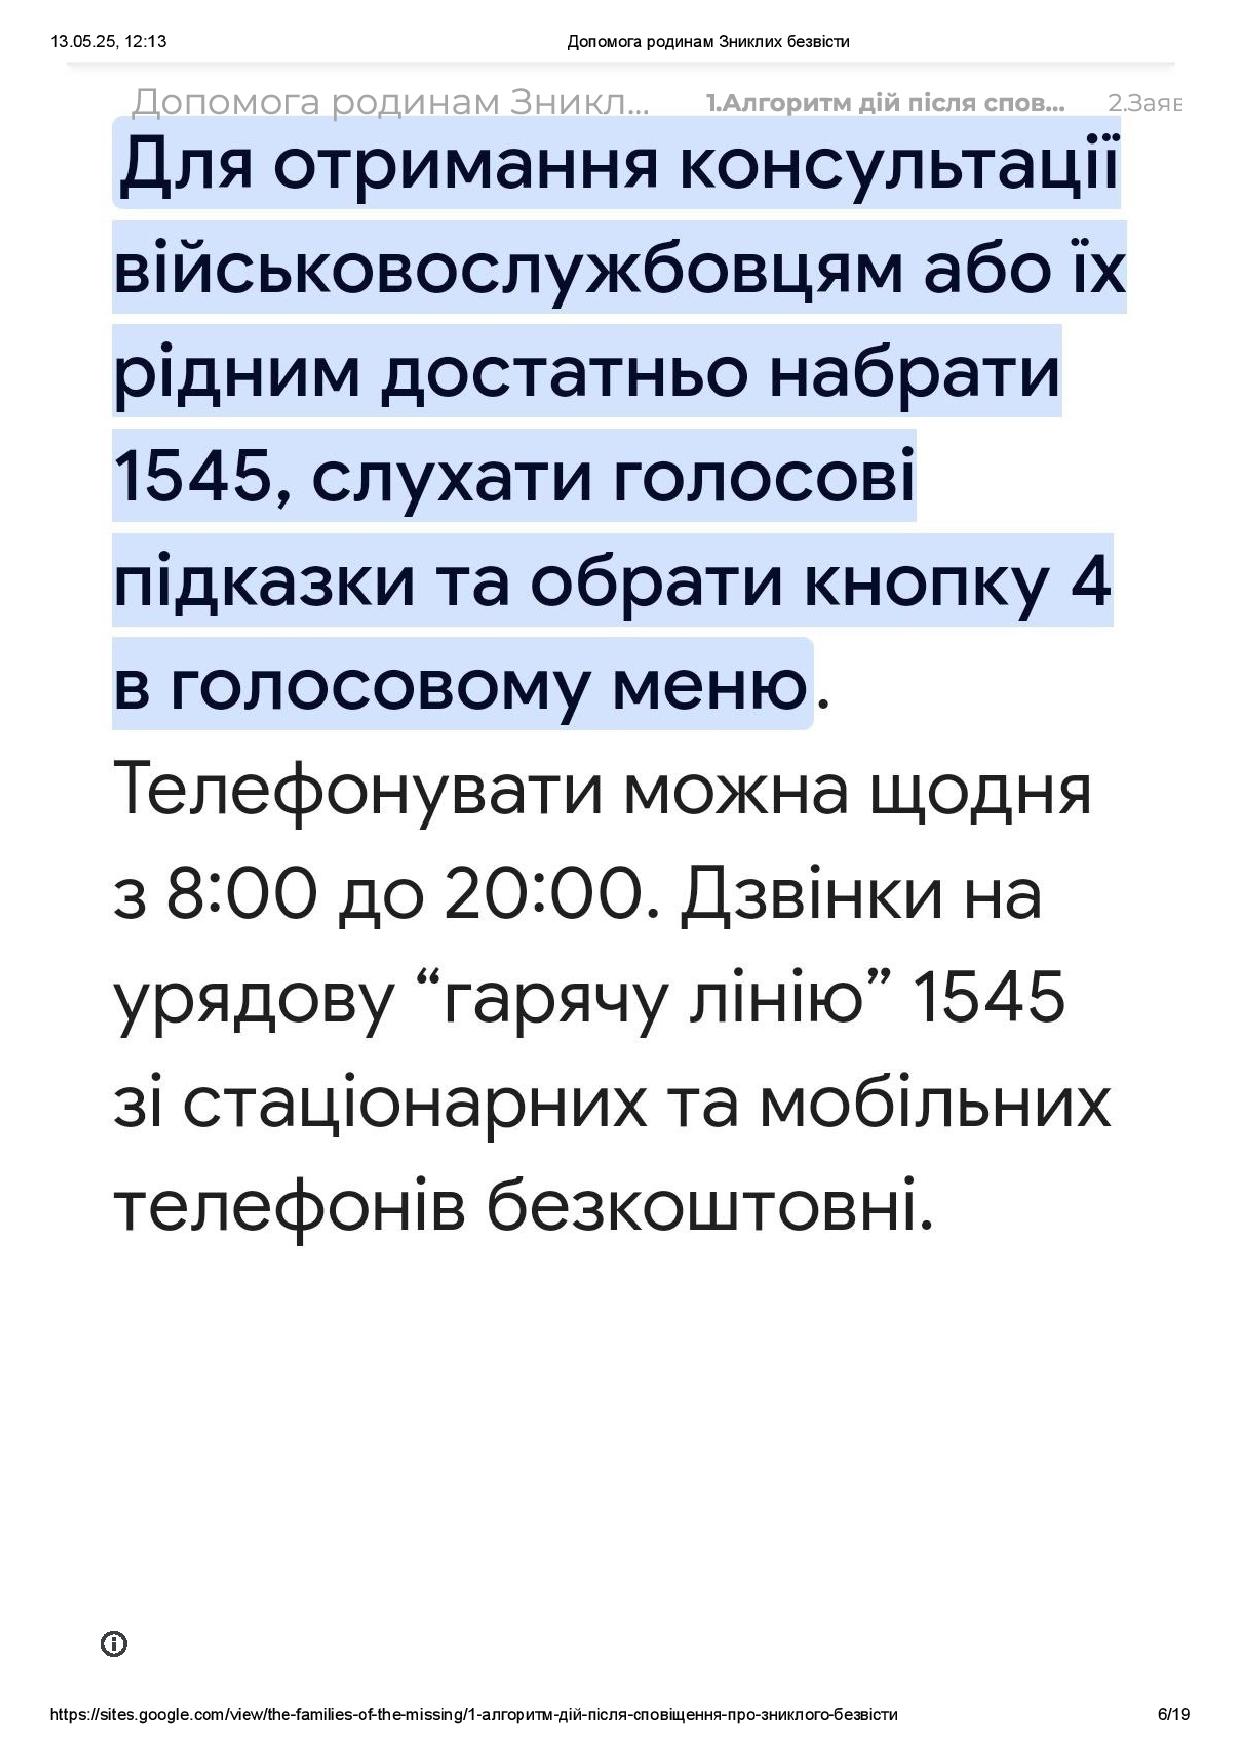 13.05.25, 12:13
Допомога родинам Зниклих безвісти
Допомога родинам Зникл...
1.Алгоритм дій після спов...
2.Заяв
Для отримання консультації
військовослужбовцям або їх
рідним достатньо набрати
1545, слухати голосові
підказки та обрати кнопку 4
в голосовому меню.
Телефонувати можна щодня
з 8:00 до 20:00. Дзвінки на
урядову “гарячу лінію” 1545
зі стаціонарних та мобільних
телефонів безкоштовні.
https://sites.google.com/view/the-families-of-the-missing/1-алгоритм-дій-після-сповіщення-про-зниклого-безвісти
6/19